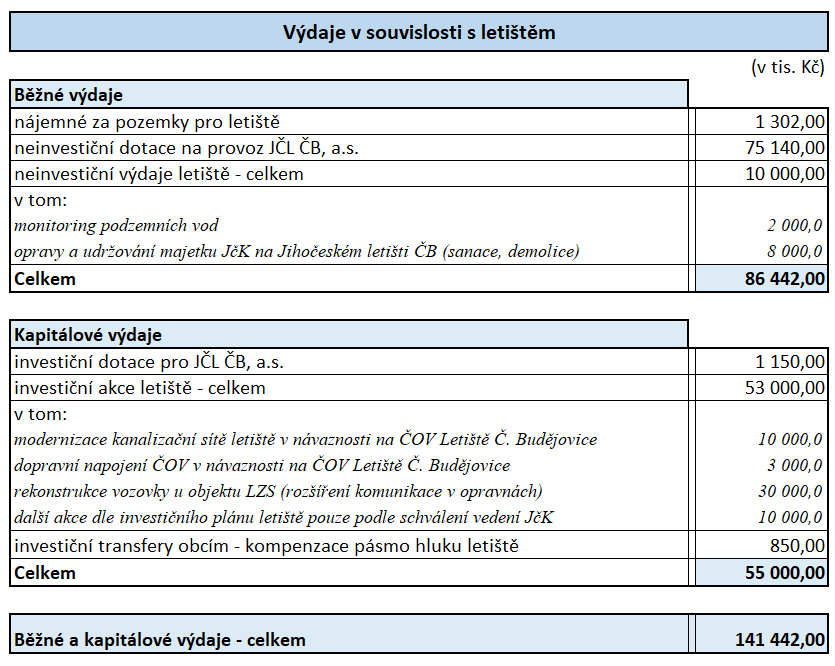 Výdaje v souvislosti s letištěm
(v tis. Kč)
Běžné výdaje
nájemné za pozemky pro letiště 1 302,00
neinvestiční dotace na provoz JČL ČB, a.s. 75 140,00
neinvestiční výdaje letiště - celkem 10 000,00
v tom:
monitoring podzemních vod 2 000,0
opravy a udržování majetku JčK na Jihočeském letišti ČB (sanace, demolice) 8 000,0
Celkem 86 442,00
Kapitálové výdaje
investiční dotace pro JČL ČB, a.s. 1 150,00
investiční akce letiště - celkem 53 000,00
v tom:
modernizace kanalizační sítě letiště v návaznosti na ČOV Letiště Č. Budějovice 10 000,0
dopravní napojení ČOV v návaznosti na ČOV Letiště Č. Budějovice 3 000,0
rekonstrukce vozovky u objektu LZS (rozšíření komunikace v opravnách) 30 000,0
další akce dle investičního plánu letiště pouze podle schválení vedení JčK 10 000,0
investiční transfery obcím - kompenzace pásmo hluku letiště 850,00
Celkem 55 000,00
Běžné a kapitálové výdaje - celkem 141 442,00